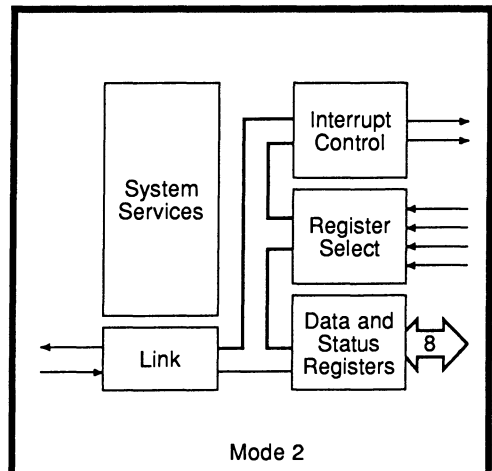 Interrupt
Control
System
Services
Register
Select
Data and
Status
Registers
8
Link
Mode 2